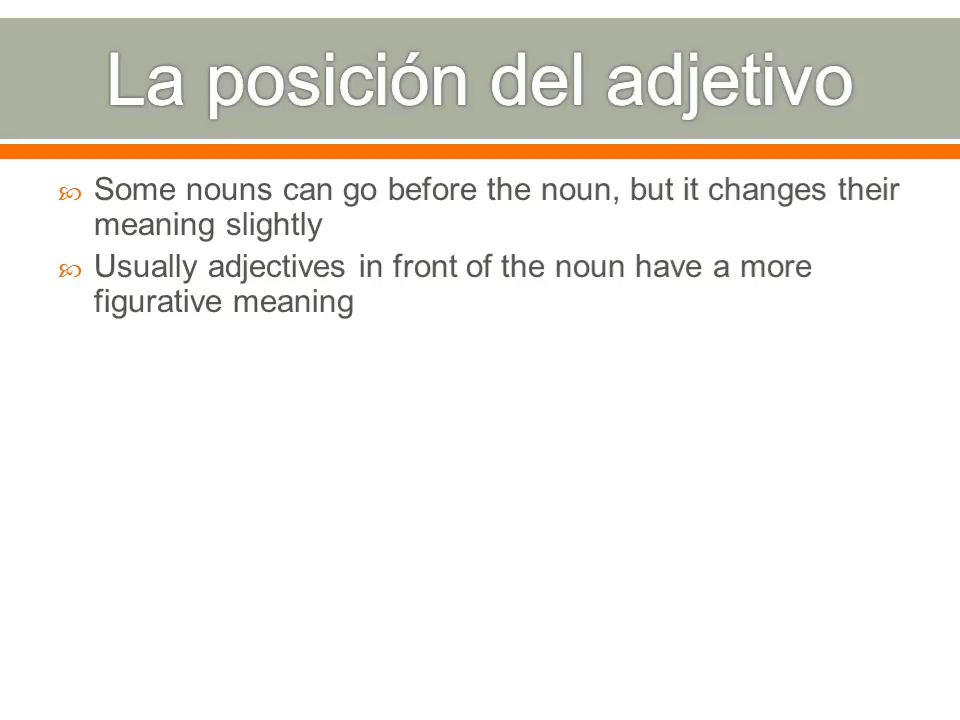 La posición del adjetivo
Some nouns can go before the noun, but it changes their
meaning slightly
Usually adjectives in front of the noun have a more
figurative meaning